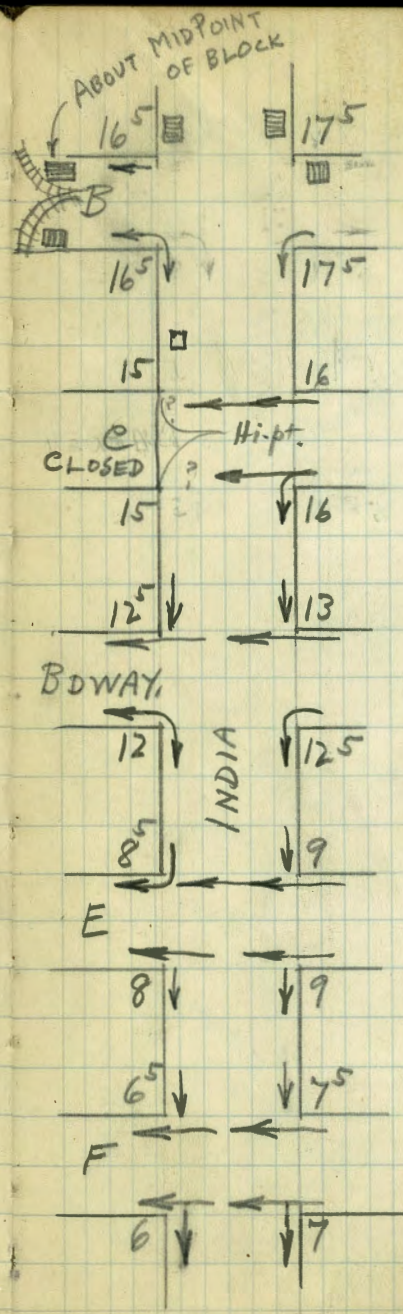 ABOUT MIDPOINT
OF BLOCK
16⁵ 17⁵
B
16⁵ 17⁵
15 16
? Hi-pt.
C
CLOSED
?
15 16
12⁵ 13
BDWAY.
12 12⁵
INDIA
8⁵ 9
E
8 9
6⁵ 7⁵
F
6 7